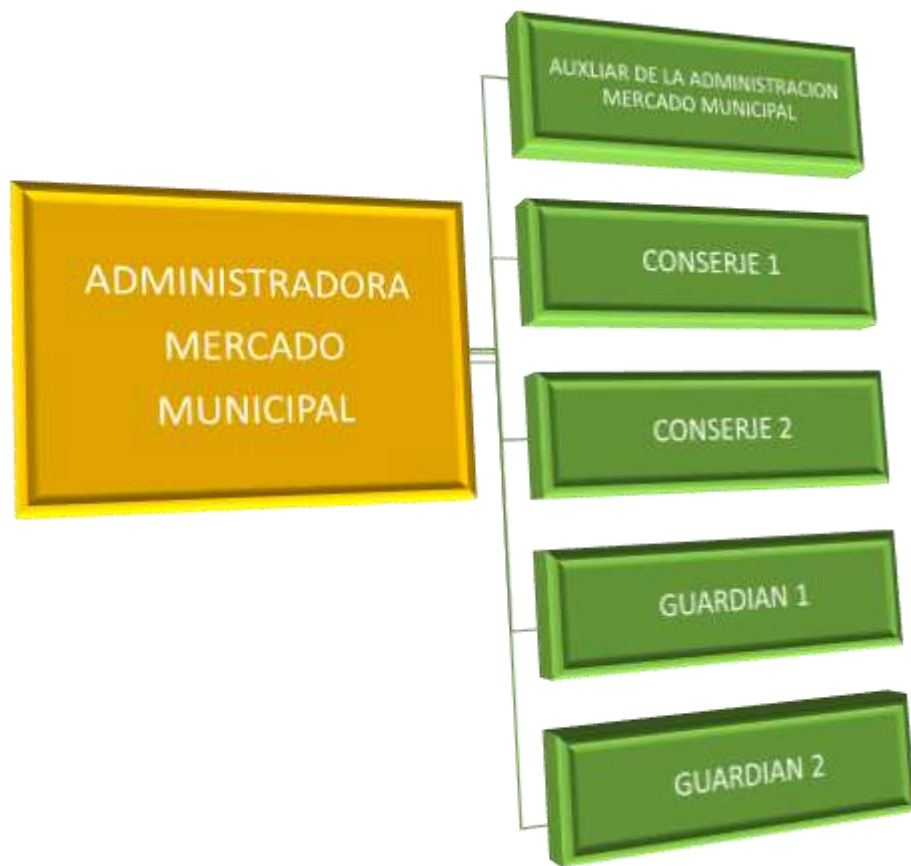 AUXLIAR DE LA ADMINISTRACION
MERCADO MUNICIPAL
ADMINISTRADORA
MERCADO
MUNICIPAL
CONSERJE 1
CONSERJE 2
GUARDIAN 1
GUARDIAN 2